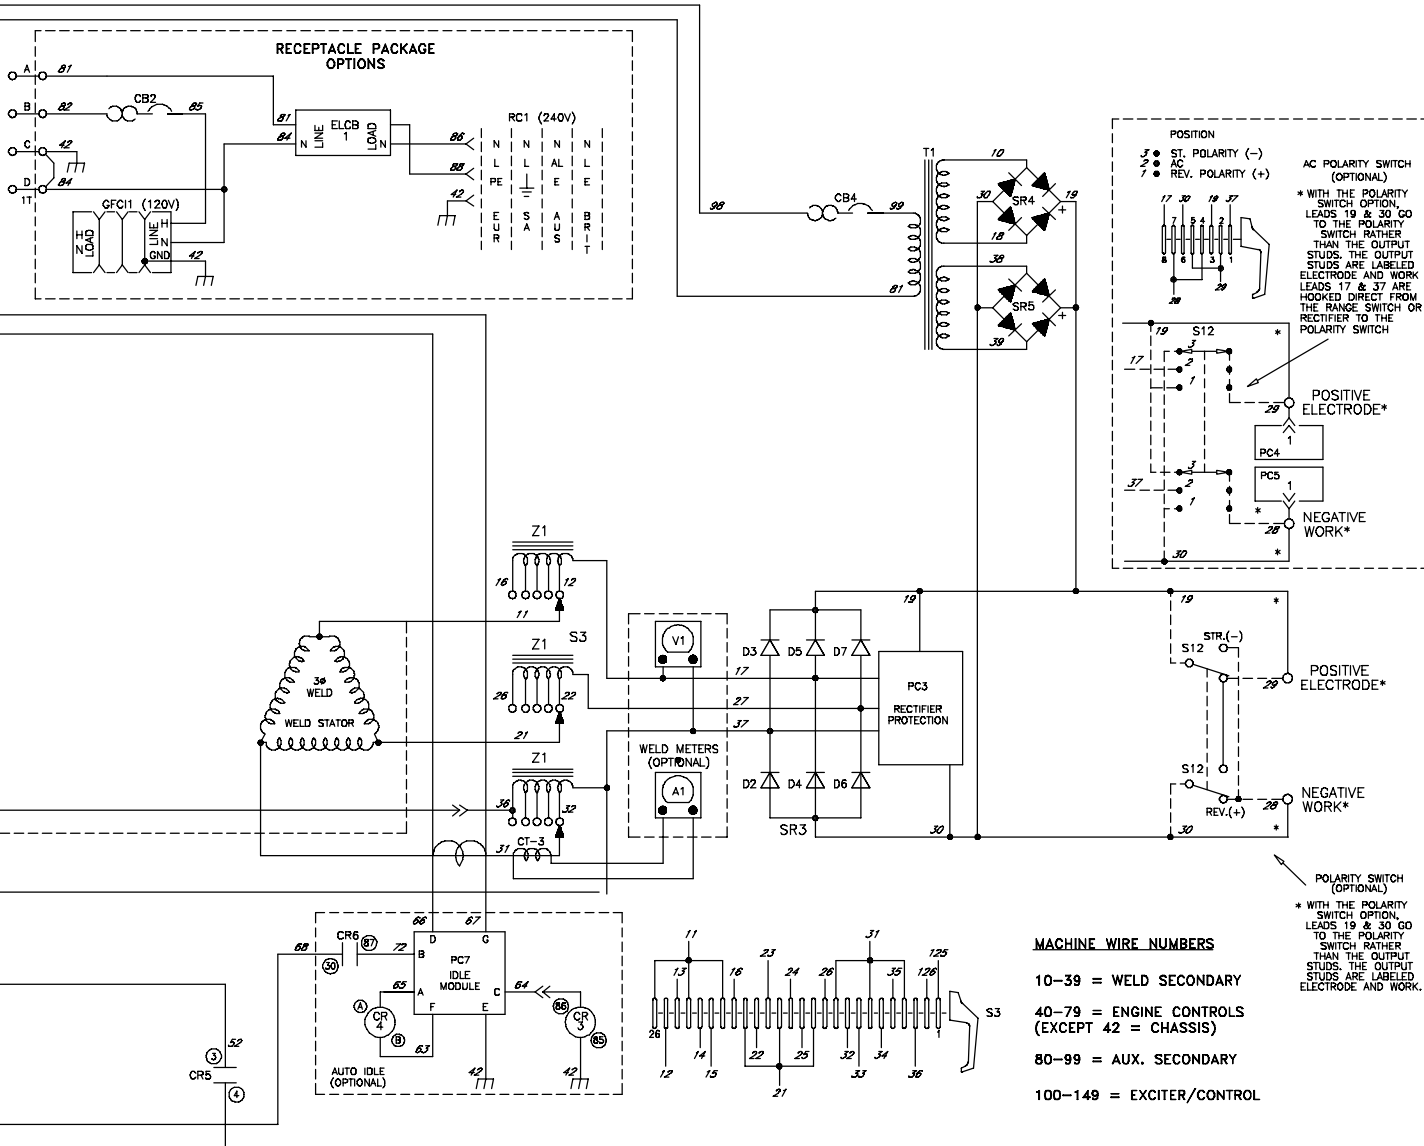 RECEPTACLE PACKAGE
OPTIONS
A 81
B 82 CB2 85
C 42
D 84
1T
GFCI1 (120V)
H
N
LOAD
LINE
H
N
GND
42
81
84
N
LINE
ELCB
1
LOAD
N
86
88
42
RC1 (240V)
N N N N
L L AL L
PE E E
EUR SA AUS BRIT
98
CB4
99
81
T1
10
30
SR4
19
+
18
38
SR5
+
39
POSITION
3 ST. POLARITY (-)
2 AC
1 REV. POLARITY (+)
17 30 19 37
7 5 4 2
8 6 3 1
28 29
AC POLARITY SWITCH
(OPTIONAL)
* WITH THE POLARITY
SWITCH OPTION,
LEADS 19 & 30 GO
TO THE POLARITY
SWITCH RATHER
THAN THE OUTPUT
STUDS. THE OUTPUT
STUDS ARE LABELED
ELECTRODE AND WORK
LEADS 17 & 37 ARE
HOOKED DIRECT FROM
THE RANGE SWITCH OR
RECTIFIER TO THE
POLARITY SWITCH
19 S12 *
3
17 2
1
29
POSITIVE
ELECTRODE*
1
PC4
PC5
1
3
37 2
1
*
28
NEGATIVE
WORK*
30 *
Z1
16 12
11
S3
Z1
26 22
21
Z1
36 32
31 CT-3
3ø
WELD
WELD STATOR
V1
WELD METERS
(OPTIONAL)
A1
17
27
37
D3 D5 D7
D2 D4 D6
SR3
19
PC3
RECTIFIER
PROTECTION
30
19 *
STR.(-)
S12
29
POSITIVE
ELECTRODE*
S12
REV.(+)
28
NEGATIVE
WORK*
30 *
POLARITY SWITCH
(OPTIONAL)
* WITH THE POLARITY
SWITCH OPTION,
LEADS 19 & 30 GO
TO THE POLARITY
SWITCH RATHER
THAN THE OUTPUT
STUDS. THE OUTPUT
STUDS ARE LABELED
ELECTRODE AND WORK.
66 67
68 CR6 87
30
72
D G
B
PC7
IDLE
MODULE
A C
F E
65
64
A
CR
4
B
63
86
CR
3
85
42
42
AUTO IDLE
(OPTIONAL)
52
3
CR5
4
11 31
13 16 23 24 26 35 126 125
S3
26 1
14 22 25 32 34
12 15 33 36
21
MACHINE WIRE NUMBERS
10-39 = WELD SECONDARY
40-79 = ENGINE CONTROLS
(EXCEPT 42 = CHASSIS)
80-99 = AUX. SECONDARY
100-149 = EXCITER/CONTROL